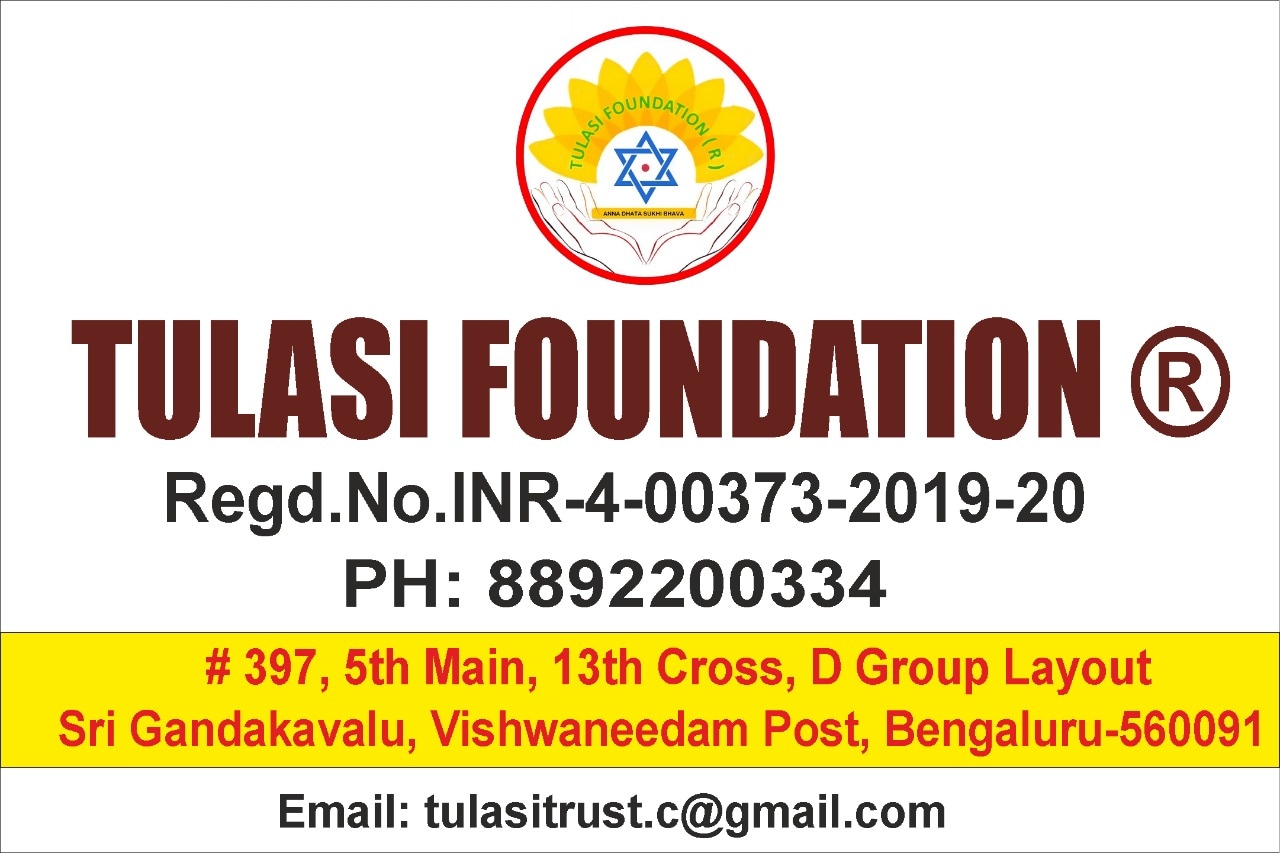 TULASI FOUNDATION ( R )
ANNA DHATA SUKHI BHAVA
TULASI FOUNDATION ®
Regd.No.INR-4-00373-2019-20
PH: 8892200334
# 397, 5th Main, 13th Cross, D Group Layout
Sri Gandakavalu, Vishwaneedam Post, Bengaluru-560091
Email: tulasitrust.c@gmail.com